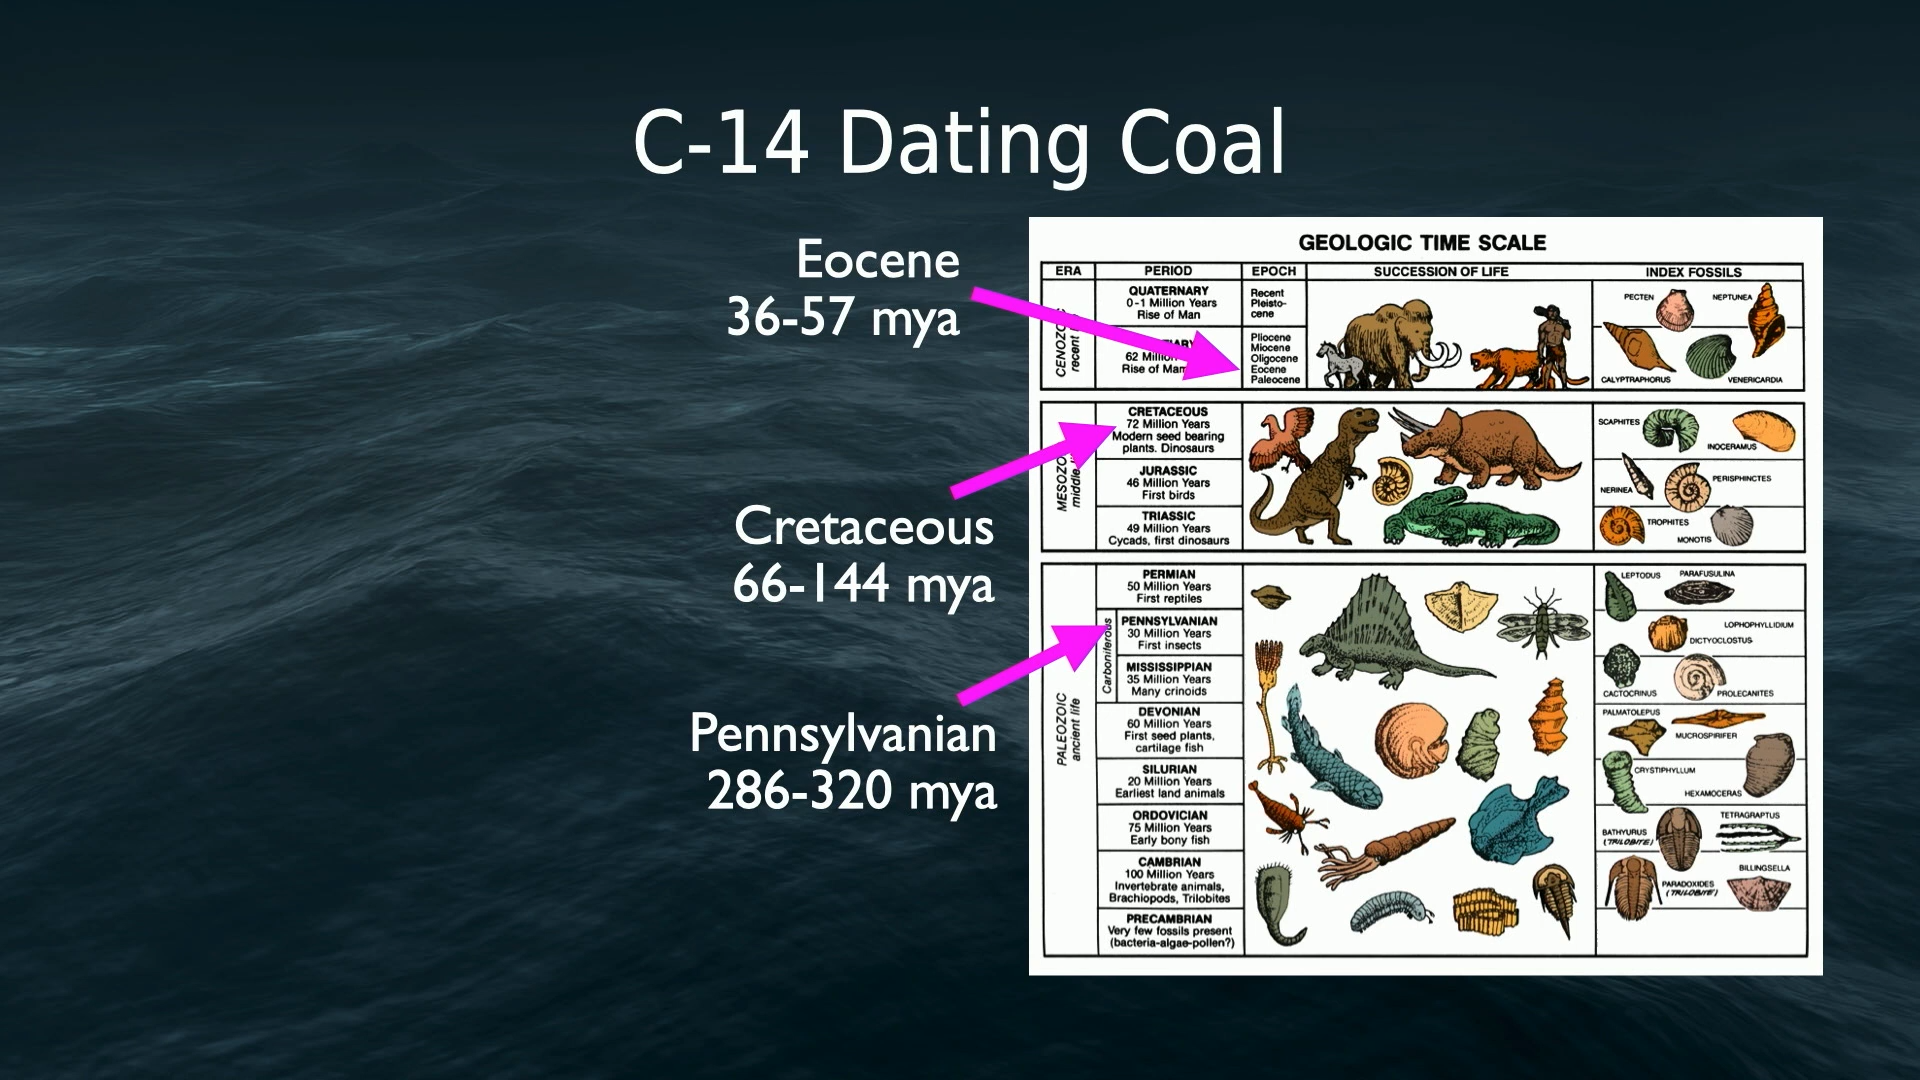 C-14 Dating Coal
Eocene
36-57 mya
Cretaceous
66-144 mya
Pennsylvanian
286-320 mya
GEOLOGIC TIME SCALE
ERA PERIOD EPOCH SUCCESSION OF LIFE INDEX FOSSILS
CENOZOIC
recent
QUATERNARY
0-1 Million Years
Rise of Man
Recent
Pleisto-
cene
62 Million
Rise of Mam
Pliocene
Miocene
Oligocene
Eocene
Paleocene
PECTEN
NEPTUNEA
CALYPTRAPHORUS
VENERICARDIA
middle
CRETACEOUS
72 Million Years
Modern seed bearing
plants. Dinosaurs
JURASSIC
46 Million Years
First birds
TRIASSIC
49 Million Years
Cycads, first dinosaurs
SCAPHITES
INOCERAMUS
NERINEA
PERISPHINCTES
TROPHITES
MONOTIS
PALEOZOIC
ancient life
Carboniferous
PERMIAN
50 Million Years
First reptiles
PENNSYLVANIAN
30 Million Years
First insects
MISSISSIPPIAN
35 Million Years
Many crinoids
DEVONIAN
60 Million Years
First seed plants,
cartilage fish
SILURIAN
20 Million Years
Earliest land animals
ORDOVICIAN
75 Million Years
Early bony fish
CAMBRIAN
100 Million Years
Invertebrate animals,
Brachiopods, Trilobites
PRECAMBRIAN
Very few fossils present
(bacteria-algae-pollen?)
LEPTODUS
PARAFUSULINA
LOPHOPHYLLIDIUM
DICTYOCLOSTUS
CACTOCRINUS
PROLECANITES
PALMATOLEPUS
MUCROSPIRIFER
CRYSTIPHYLLUM
HEXAMOCERAS
TETRAGRAPTUS
BATHYURUS
(TRILOBITE)
BILLINGSELLA
PARADOXIDES
(TRILOBITE)